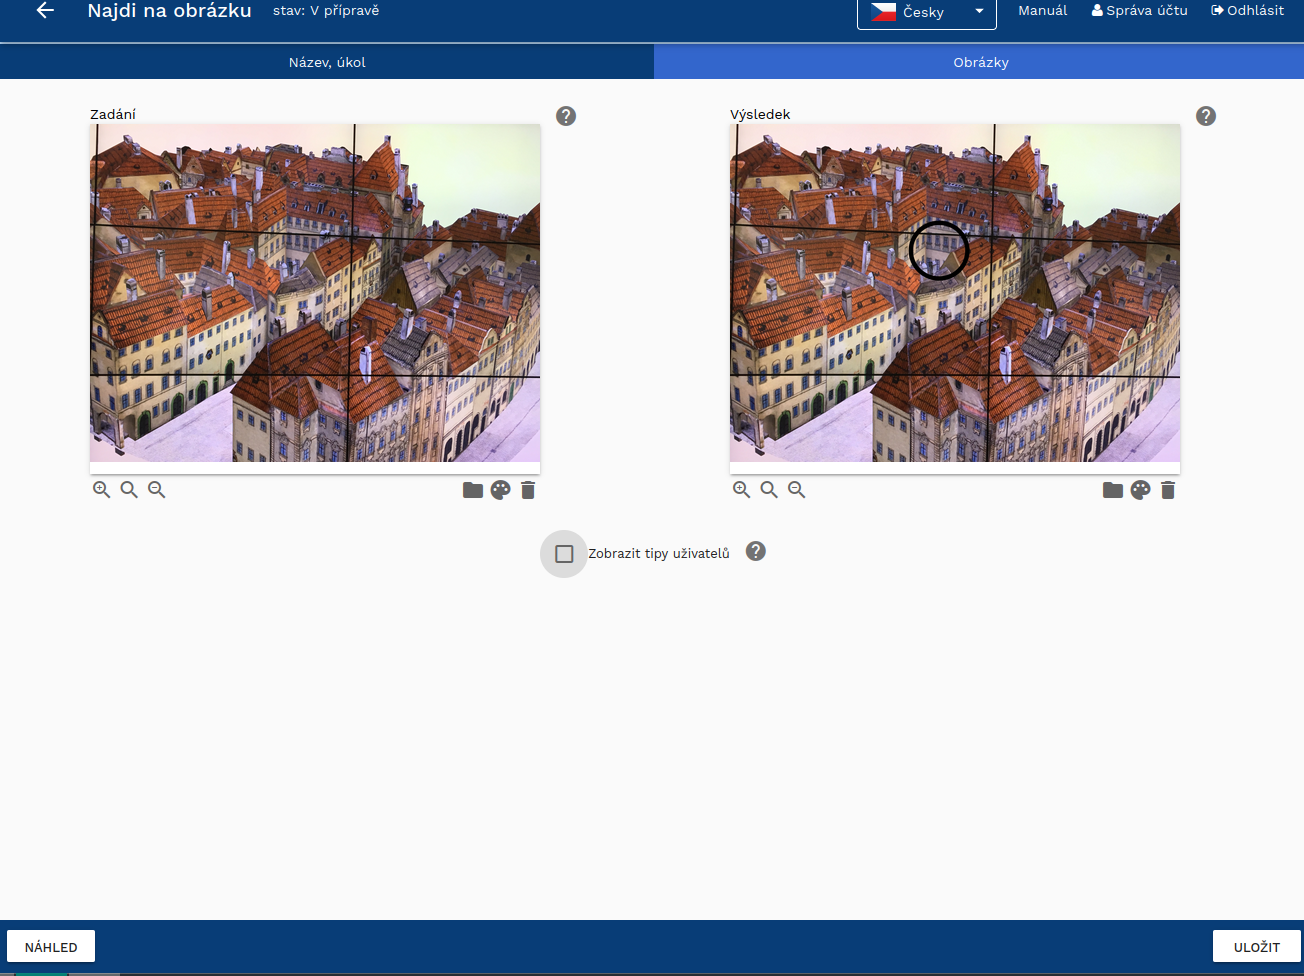 Najdi na obrázku stav: V přípravě Česky Manuál Správa účtu Odhlásit
Název, úkol Obrázky
Zadání Výsledek
Zobrazit tipy uživatelů
NÁHLED ULOŽIT